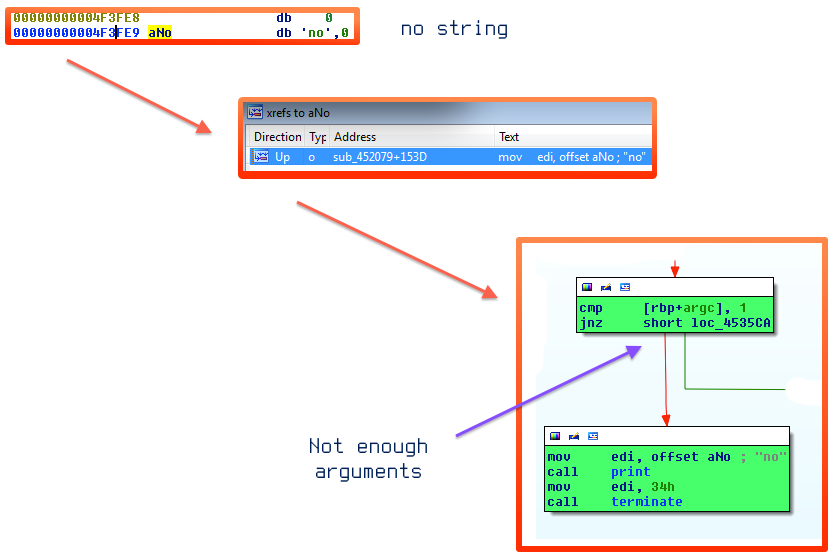 00000000004F3FE8 db 0
00000000004F3FE9 aNo db 'no',0
no string
xrefs to aNo
Direction Typ Address Text
Up o sub_452079+153D mov edi, offset aNo ; "no"
cmp [rbp+argc], 1
jnz short loc_4535CA
Not enough
arguments
mov edi, offset aNo ; "no"
call print
mov edi, 34h
call terminate